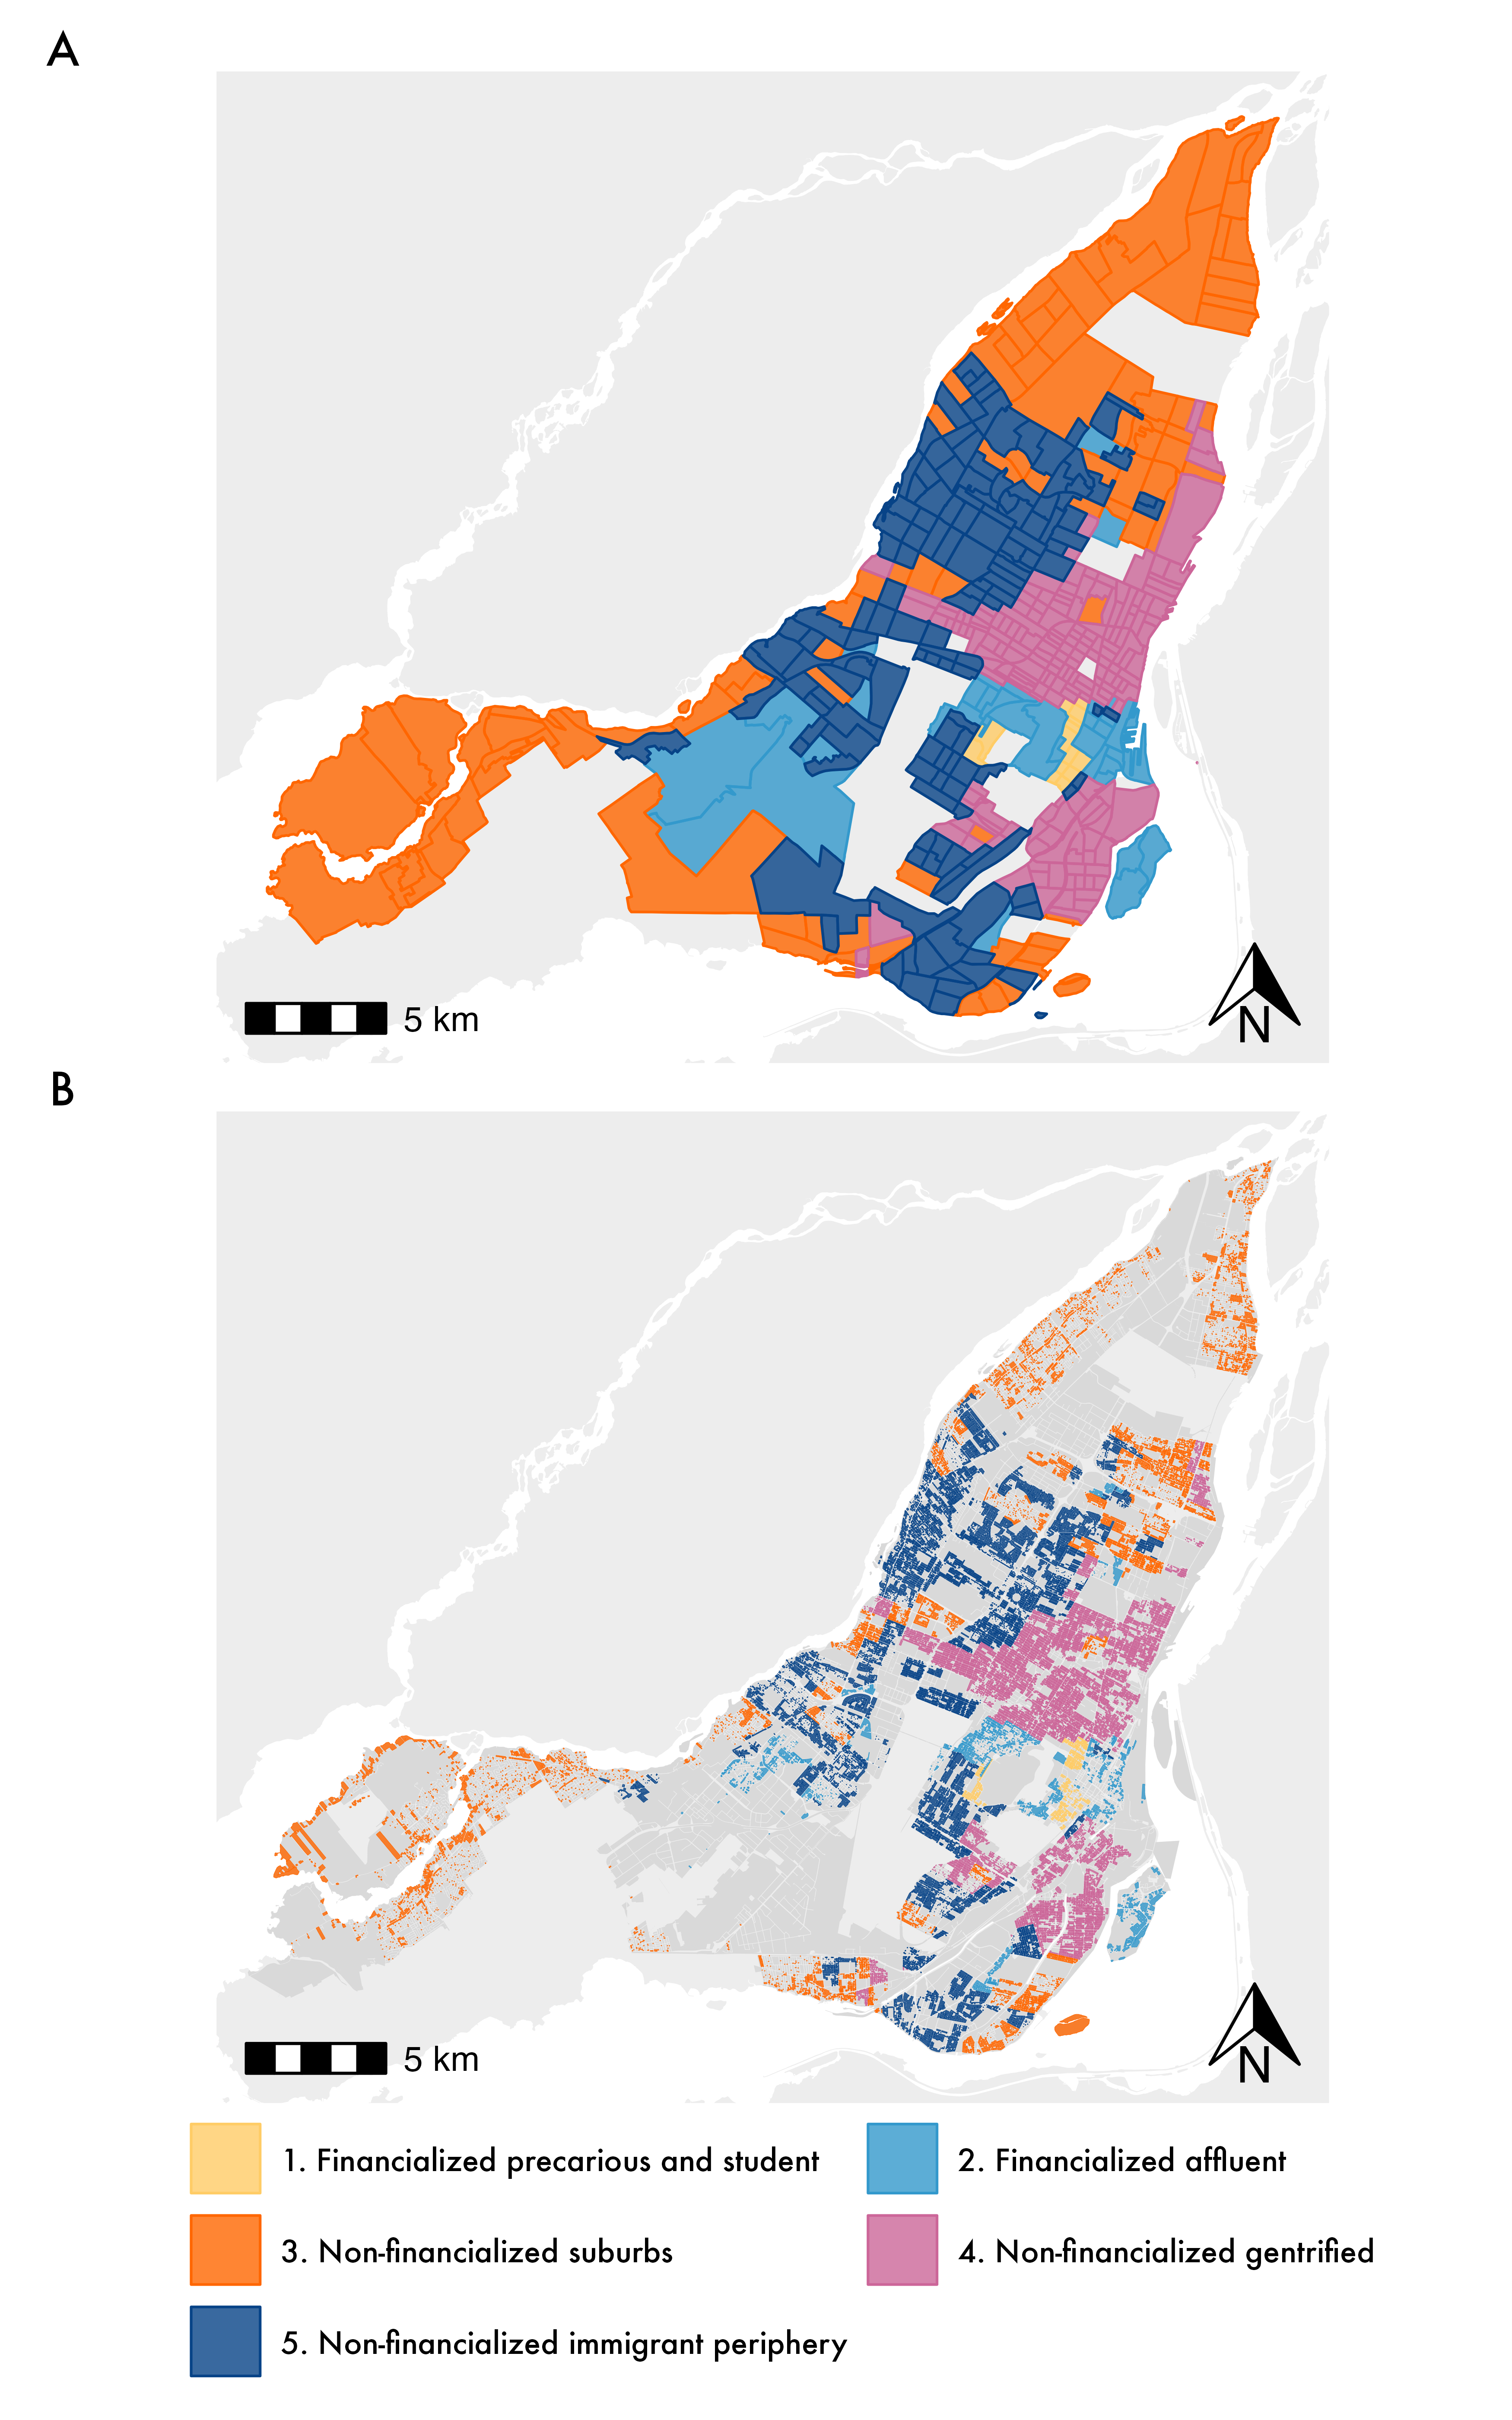 A
5 km
N
B
5 km
N
1. Financialized precarious and student
2. Financialized affluent
3. Non-financialized suburbs
4. Non-financialized gentrified
5. Non-financialized immigrant periphery